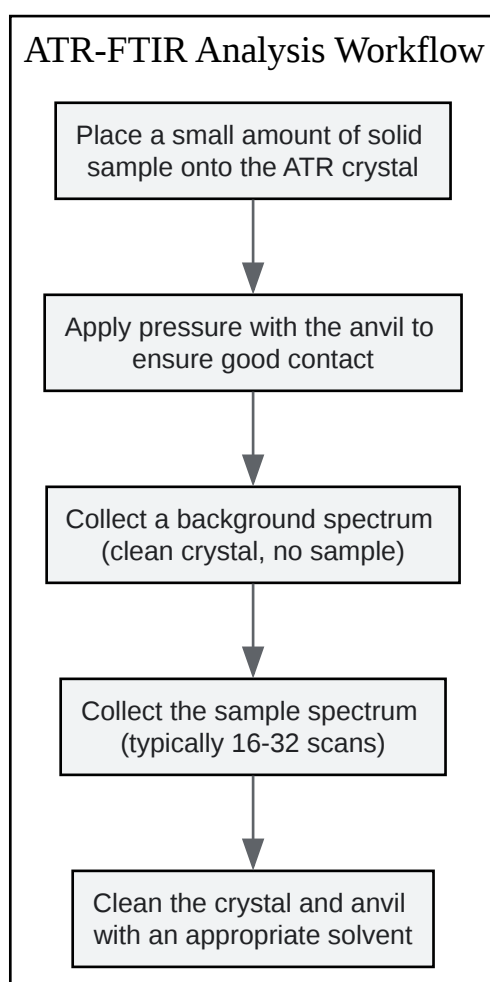 ATR-FTIR Analysis Workflow
Place a small amount of solid
sample onto the ATR crystal
Apply pressure with the anvil to
ensure good contact
Collect a background spectrum
(clean crystal, no sample)
Collect the sample spectrum
(typically 16-32 scans)
Clean the crystal and anvil
with an appropriate solvent